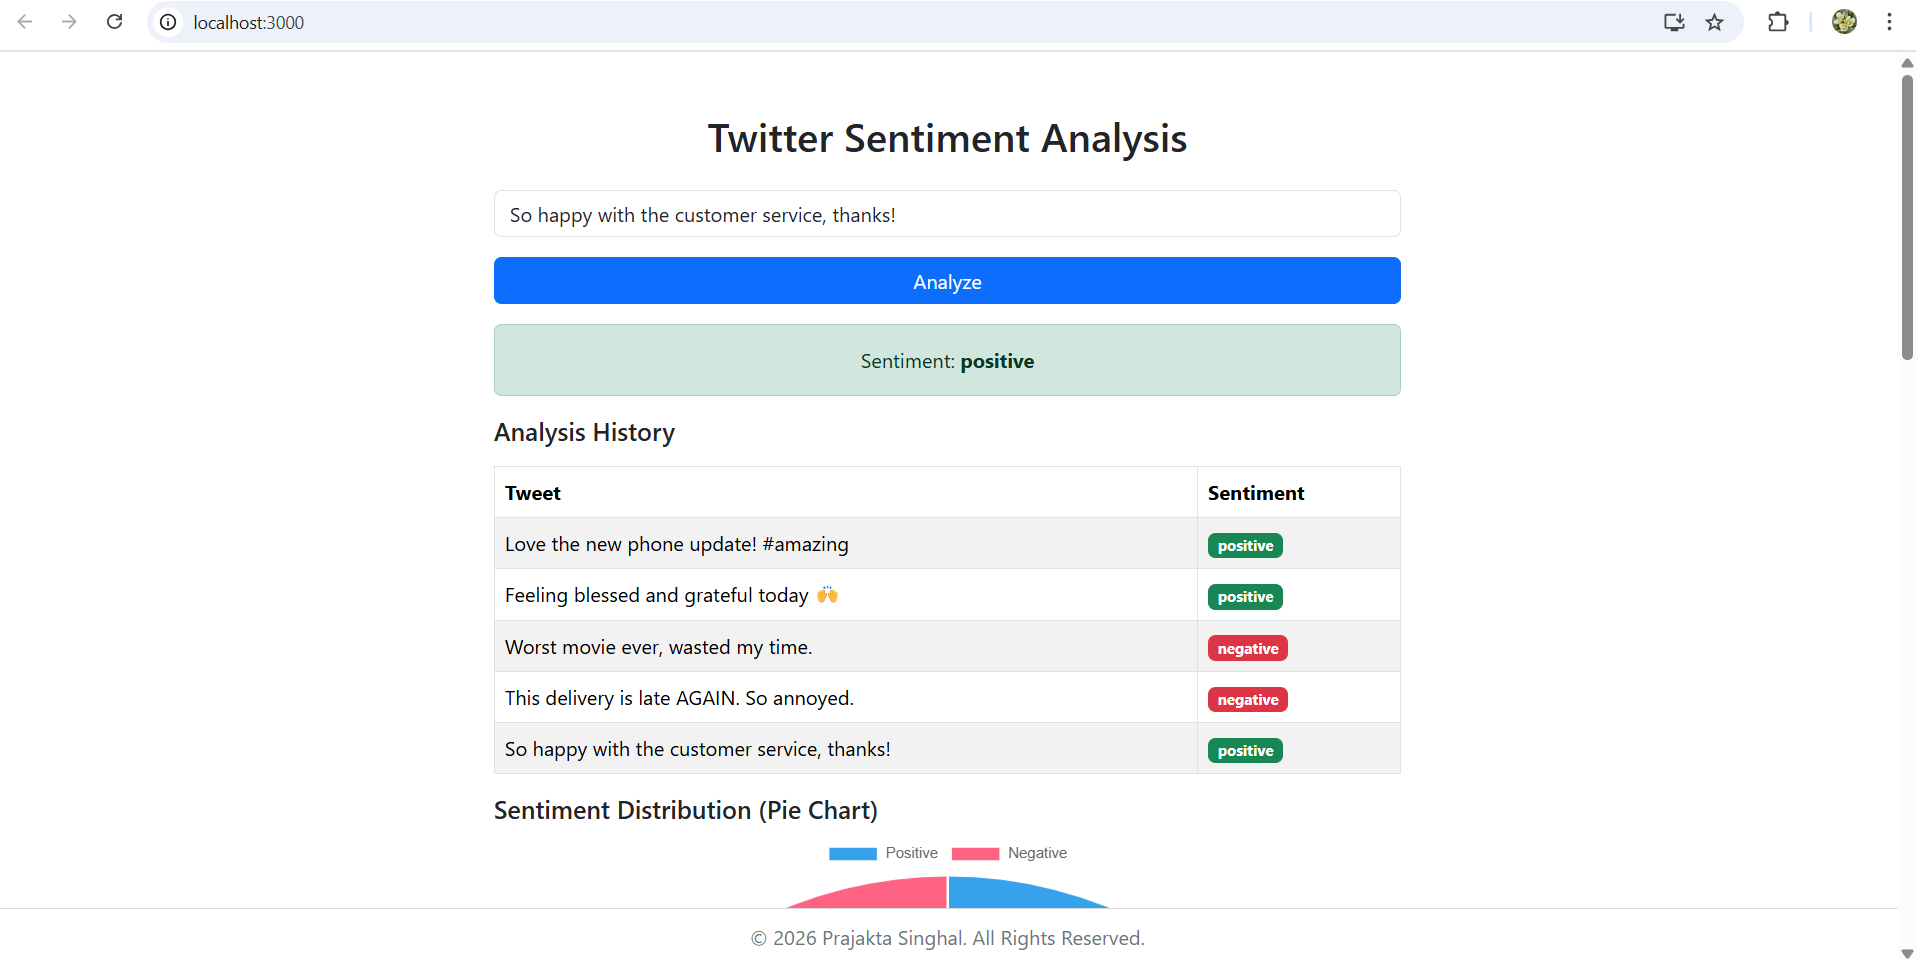 localhost:3000
Twitter Sentiment Analysis
So happy with the customer service, thanks!
Analyze
Sentiment: positive
Analysis History
Tweet Sentiment
Love the new phone update! #amazing positive
Feeling blessed and grateful today 🙌 positive
Worst movie ever, wasted my time. negative
This delivery is late AGAIN. So annoyed. negative
So happy with the customer service, thanks! positive
Sentiment Distribution (Pie Chart)
Positive Negative
© 2026 Prajakta Singhal. All Rights Reserved.